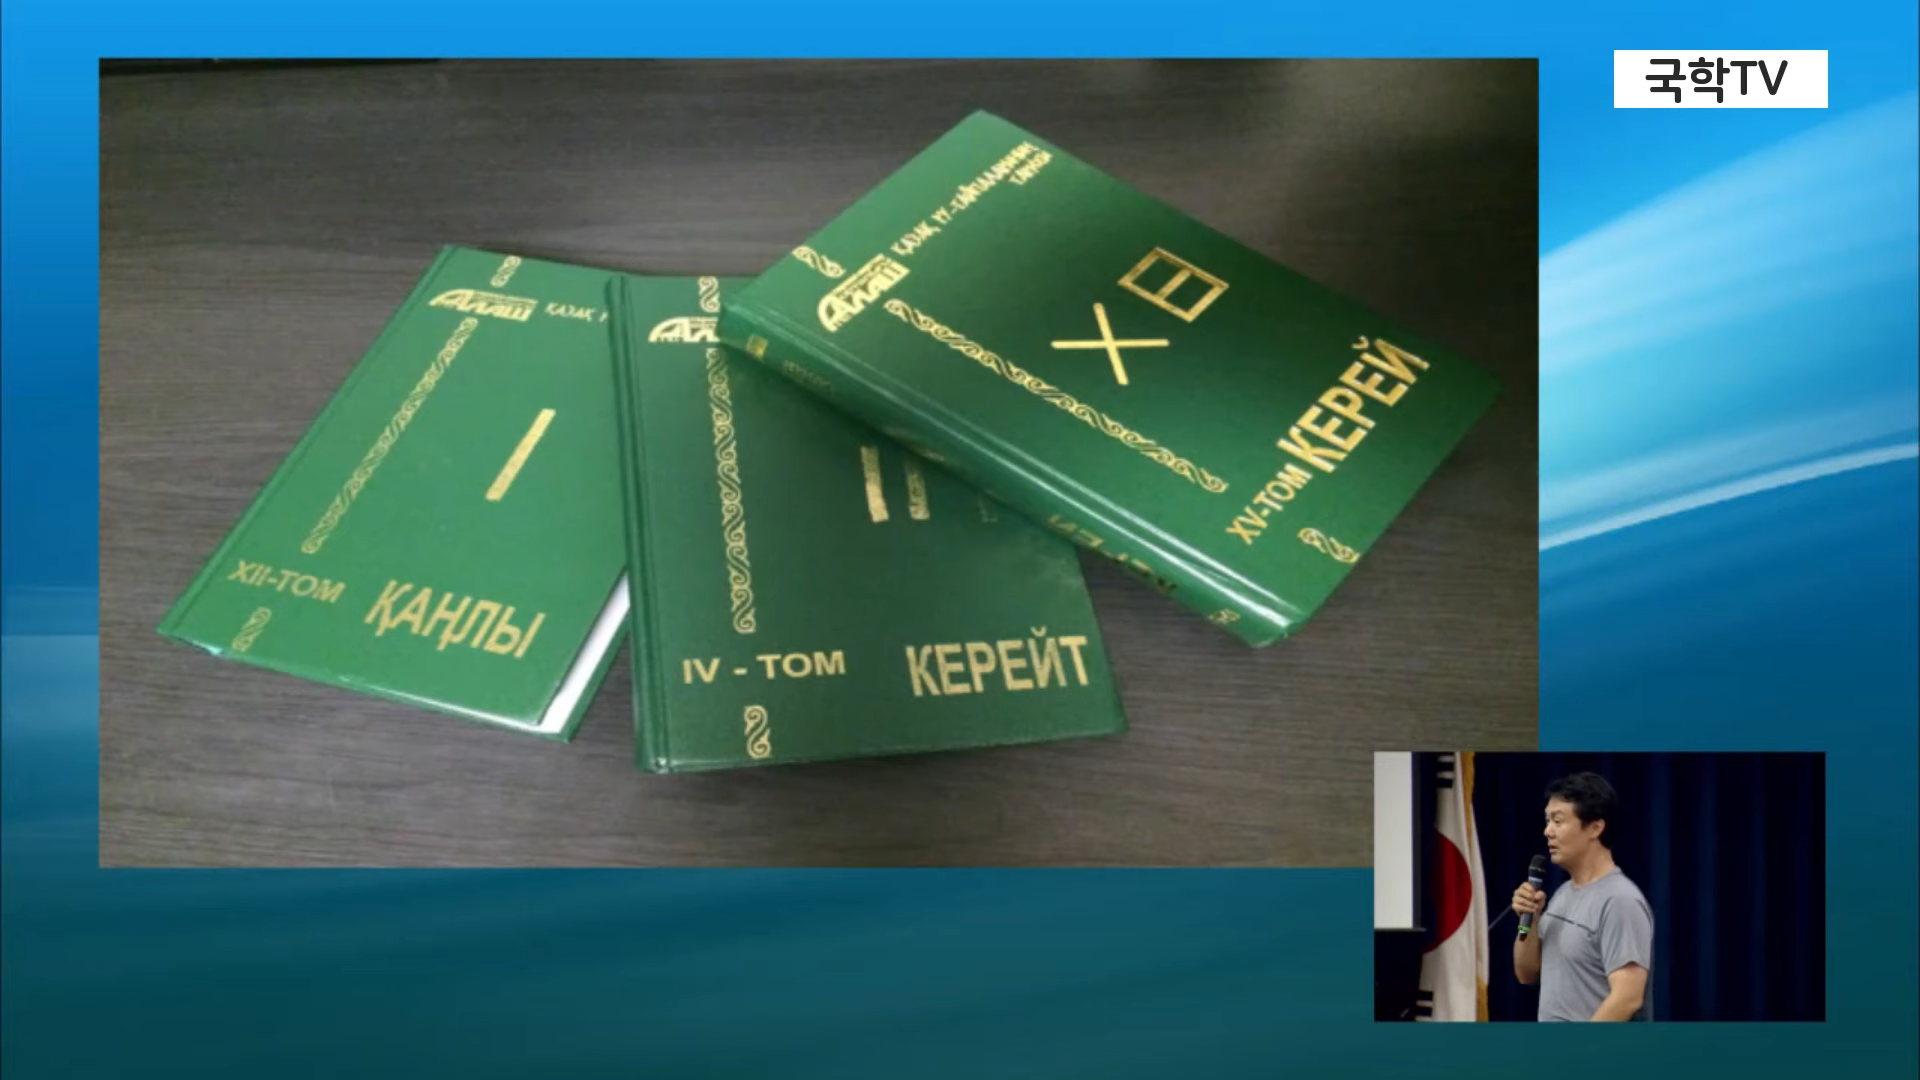 국학TV
АЛАШ
ҚАЗАҚ РУ-ТАЙПАЛАРЫНЫҢ
ТАРИХЫ
XV-ТОМ
КЕРЕЙ
АЛАШ
ҚАЗАҚ
XII-ТОМ
ҚАҢЛЫ
IV - ТОМ
КЕРЕЙТ